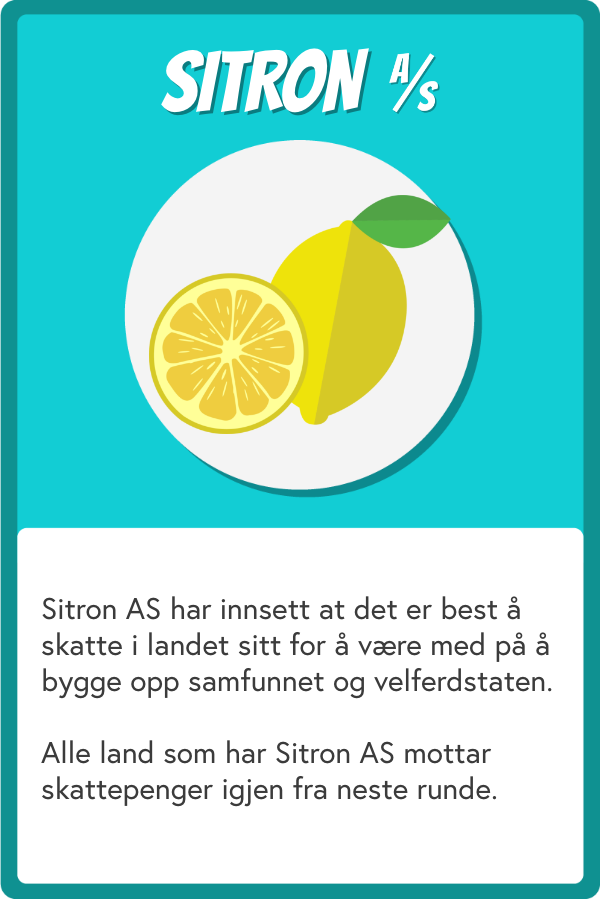 SITRON A/S
Sitron AS har innsett at det er best å
skatte i landet sitt for å være med på å
bygge opp samfunnet og velferdstaten.
Alle land som har Sitron AS mottar
skattepenger igjen fra neste runde.